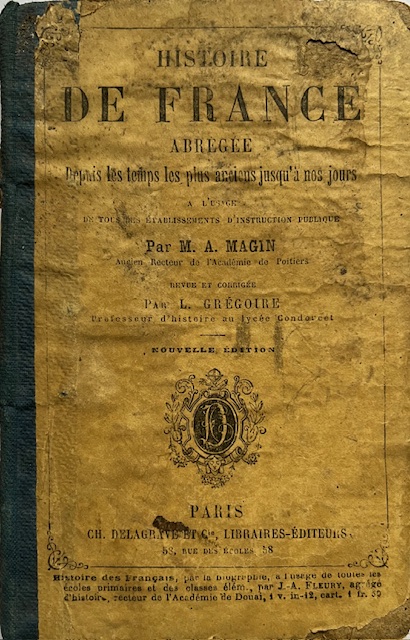 HISTOIRE
DE FRANCE
ABRÉGÉE
Depuis les temps les plus anciens jusqu'à nos jours
A L'USAGE
DE TOUS LES ÉTABLISSEMENTS D'INSTRUCTION PUBLIQUE
Par M. A. MAGIN
Ancien Recteur de l'Académie de Poitiers
REVUE ET CORRIGÉE
PAR L. GRÉGOIRE
Professeur d'histoire au lycée Condorcet
NOUVELLE ÉDITION
PARIS
CH. DELAGRAVE ET Cie, LIBRAIRES-ÉDITEURS
58, RUE DES ÉCOLES, 58
Histoire des Français, par la biographie, à l'usage de toutes les
écoles primaires et des classes élém., par J.-A. FLEURY, agrégé
d'histoire, recteur de l'Académie de Douai, 1 v. in-12, cart. 1 fr. 50